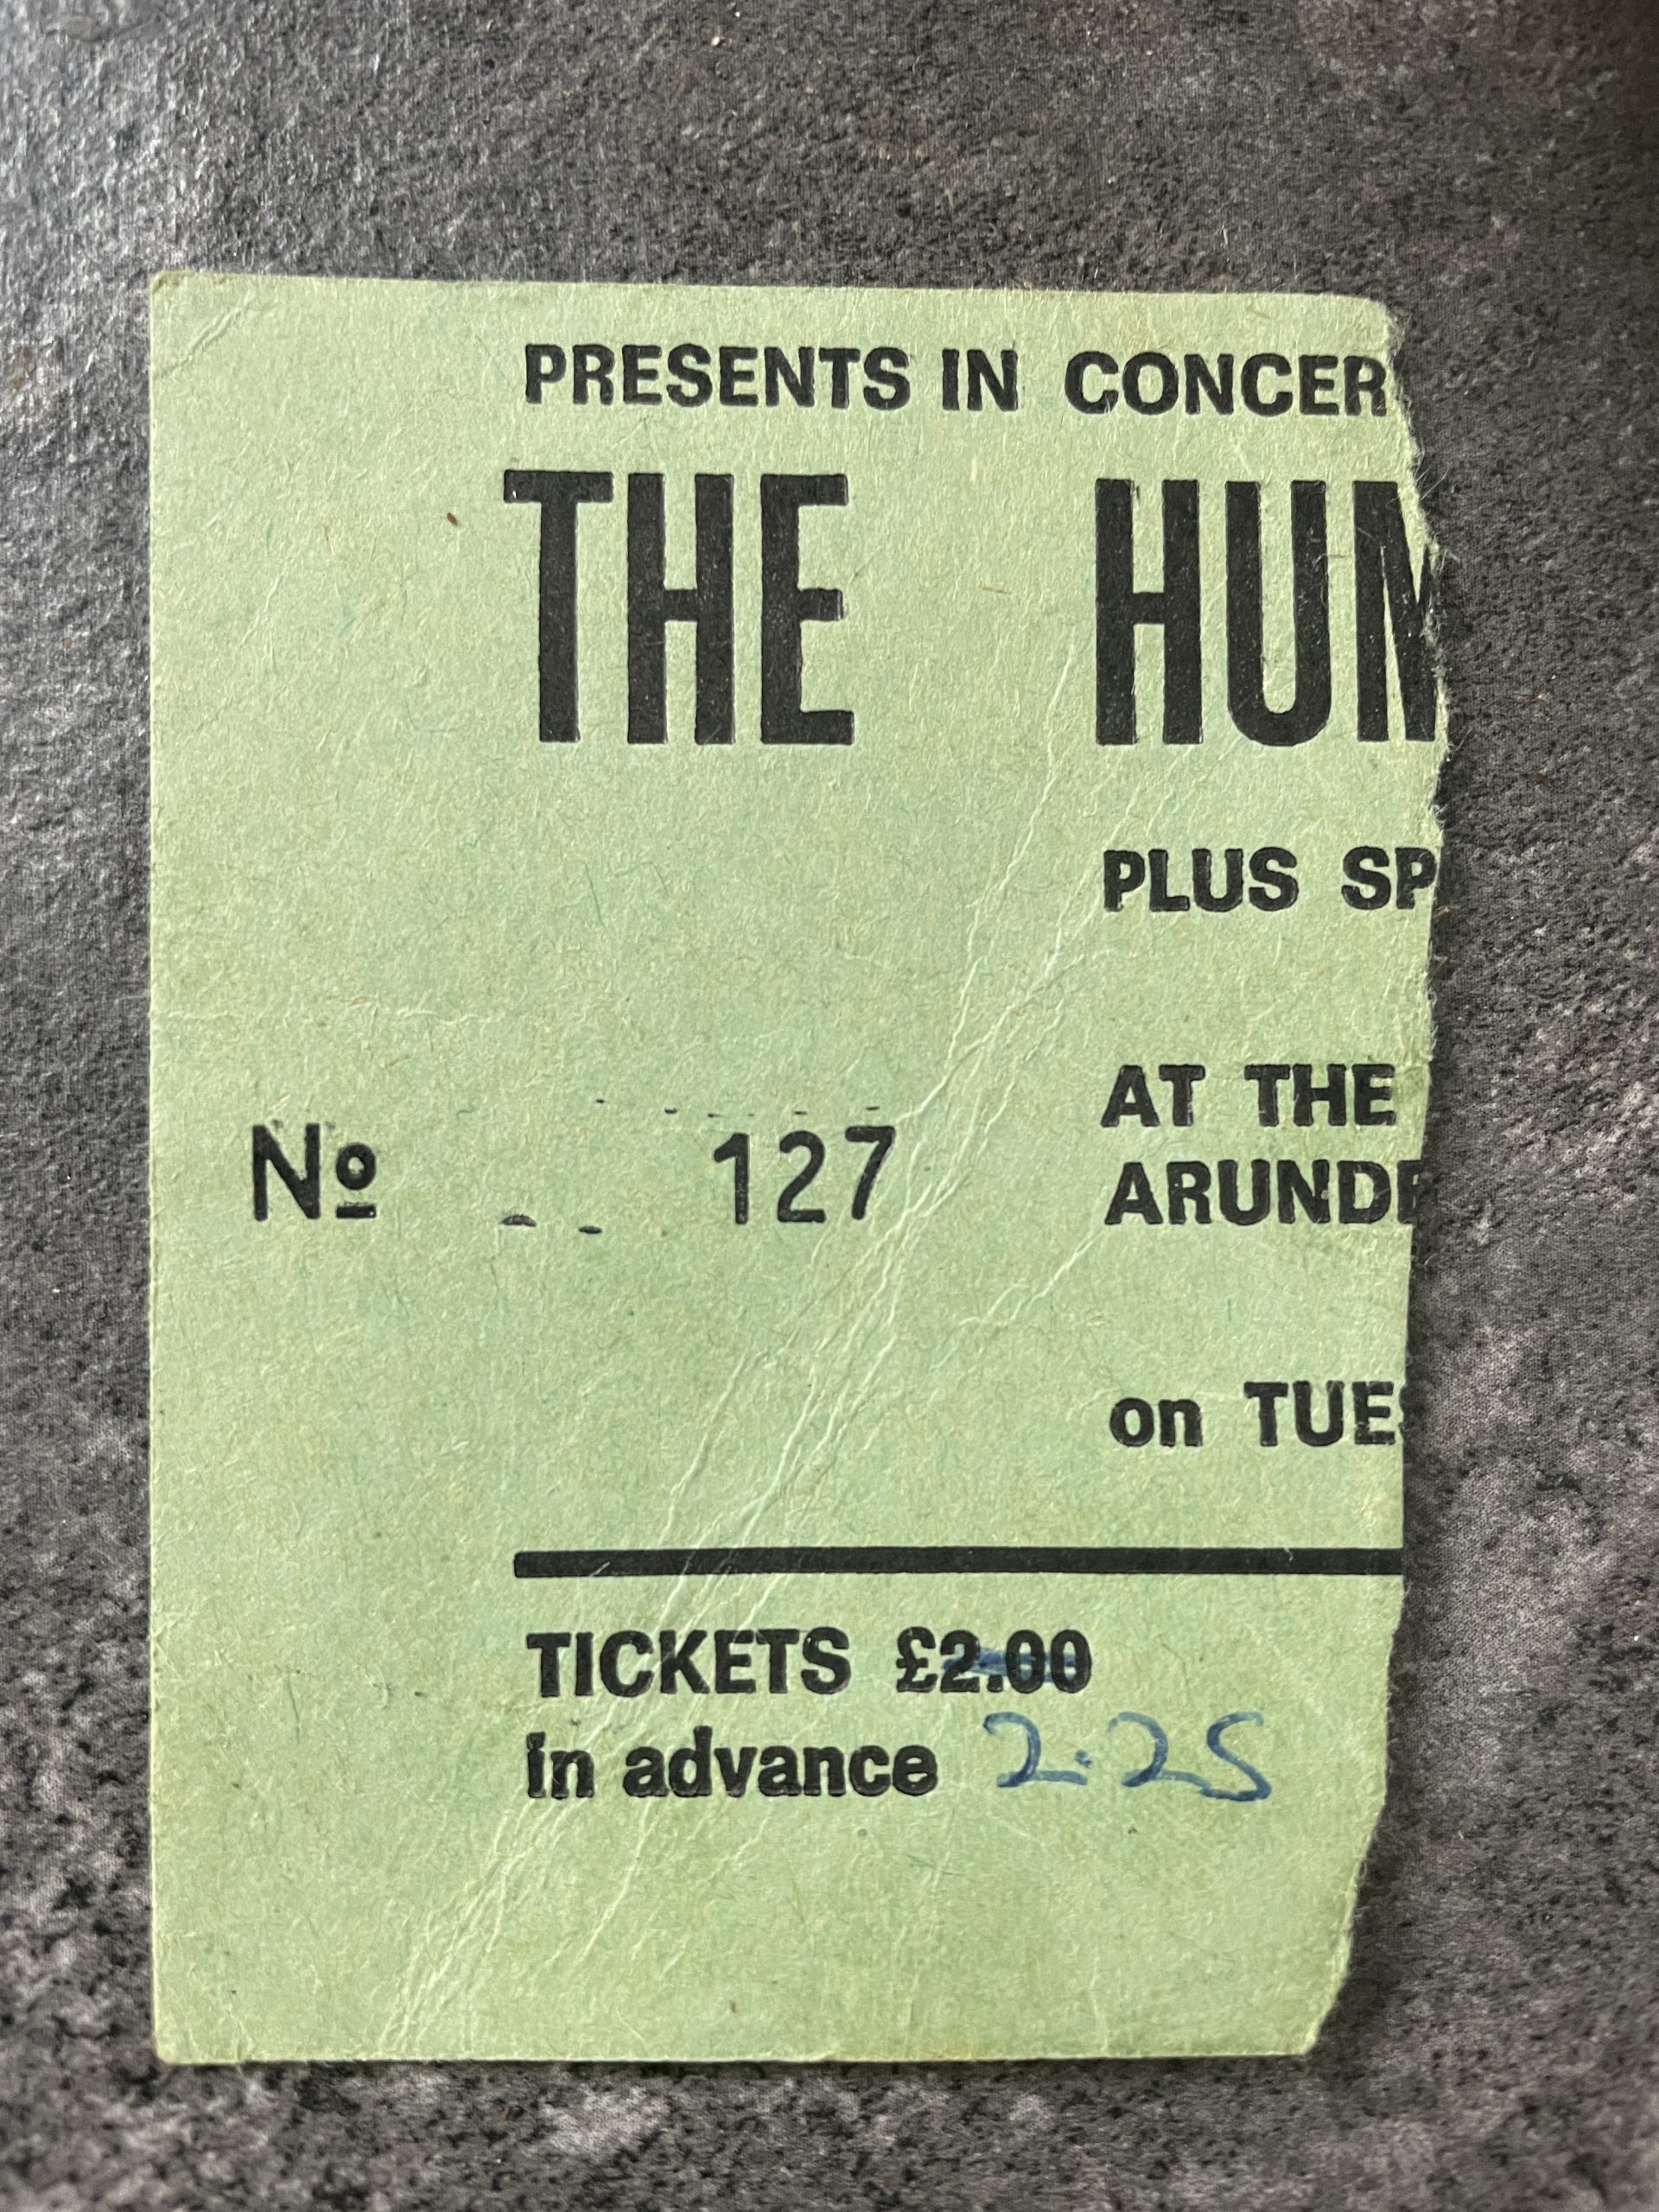 PRESENTS IN CONCER
THE HUM
PLUS SP
AT THE
No 127 ARUND
on TUES
TICKETS £2.00
in advance 2.25